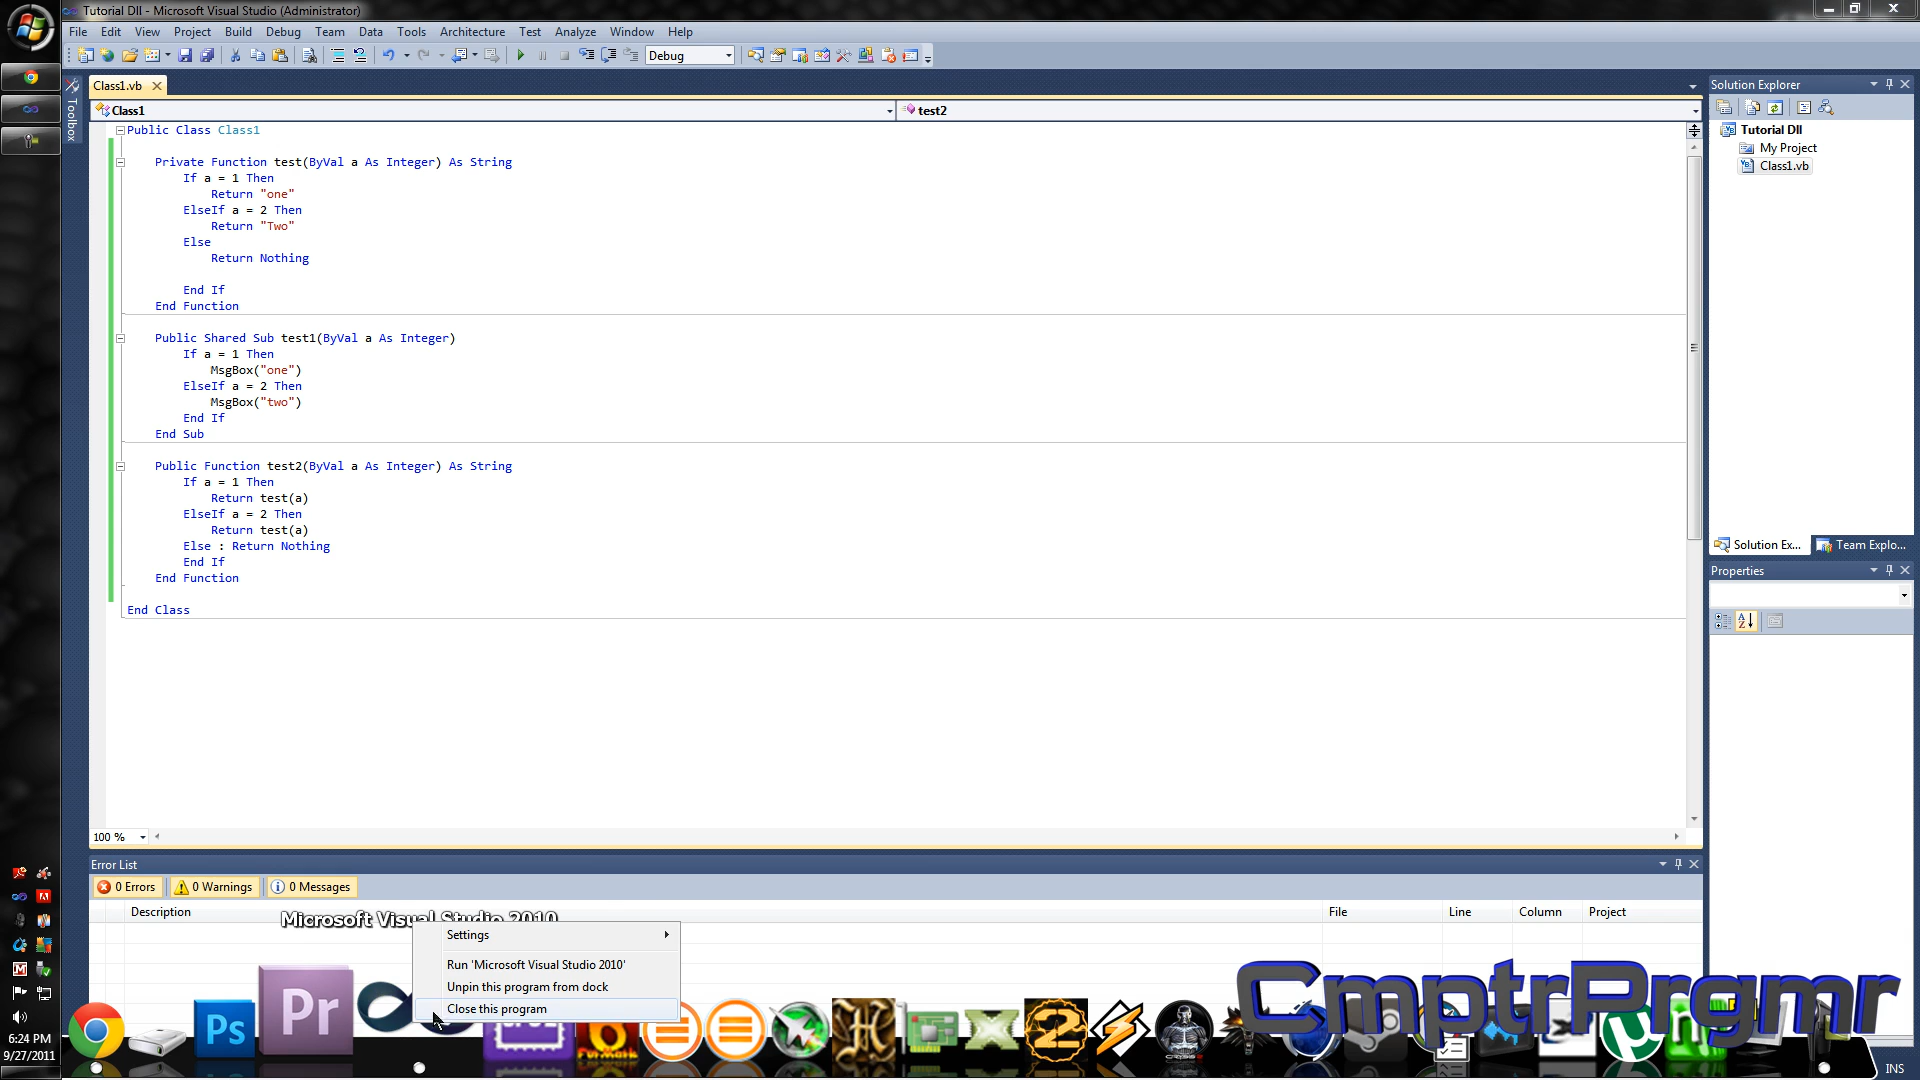 Tutorial Dll - Microsoft Visual Studio (Administrator)
File Edit View Project Build Debug Team Data Tools Architecture Test Analyze Window Help
Debug
Toolbox
Class1.vb
Class1
test2
Public Class Class1
Private Function test(ByVal a As Integer) As String
If a = 1 Then
Return "one"
ElseIf a = 2 Then
Return "Two"
Else
Return Nothing
End If
End Function
Public Shared Sub test1(ByVal a As Integer)
If a = 1 Then
MsgBox("one")
ElseIf a = 2 Then
MsgBox("two")
End If
End Sub
Public Function test2(ByVal a As Integer) As String
If a = 1 Then
Return test(a)
ElseIf a = 2 Then
Return test(a)
Else : Return Nothing
End If
End Function
End Class
100 %
Solution Explorer
Tutorial Dll
My Project
Class1.vb
Solution Ex...
Team Explo...
Properties
Error List
0 Errors
0 Warnings
0 Messages
Description
File
Line
Column
Project
Microsoft Visual Studio 2010
Settings
Run 'Microsoft Visual Studio 2010'
Unpin this program from dock
Close this program
Ps
Pr
CmptrPrgmr
6:24 PM
9/27/2011
INS